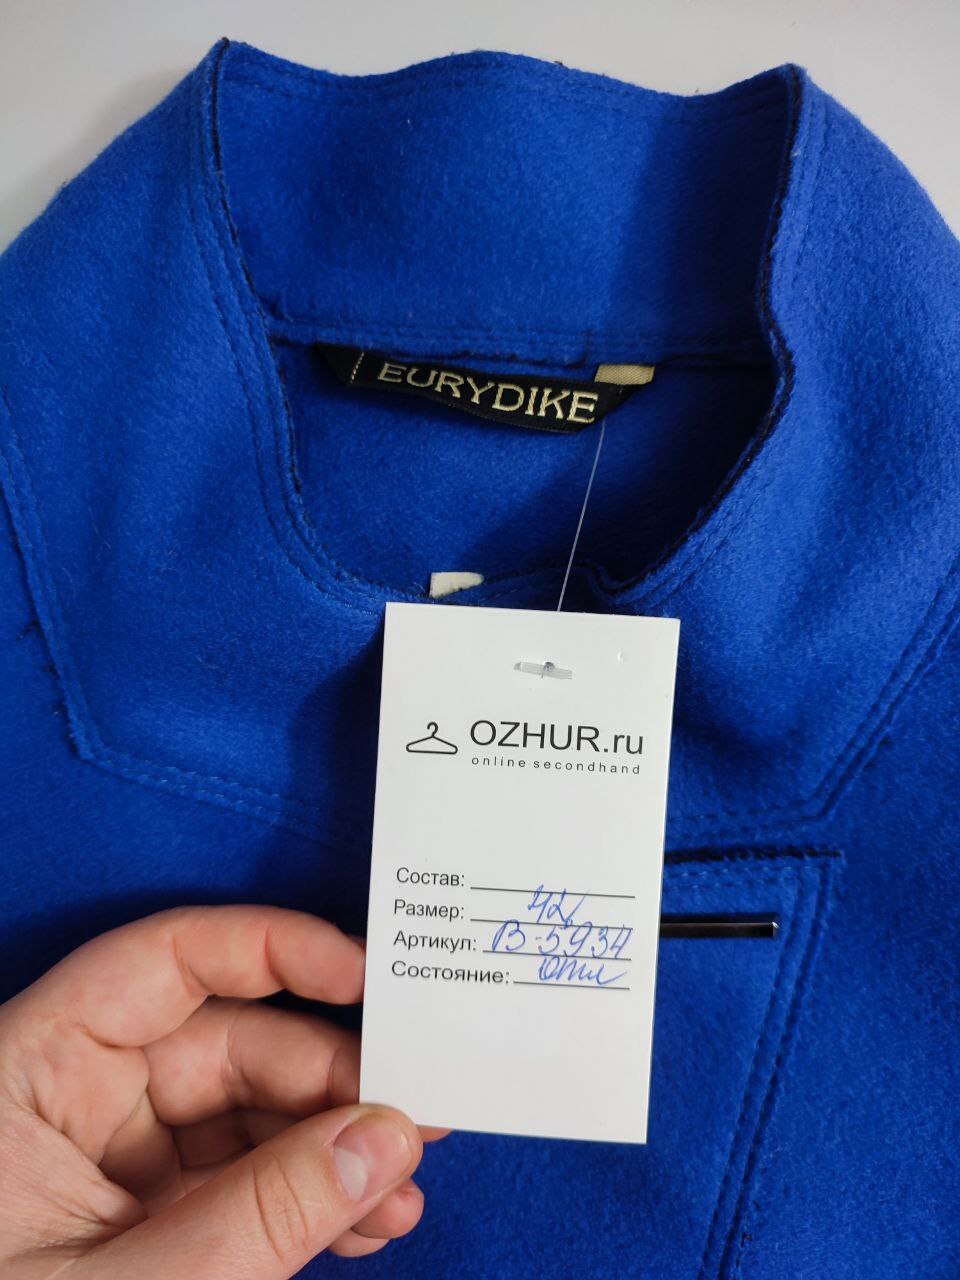 EURYDIKE
OZHUR.ru
online secondhand
Состав:
Размер: 42
Артикул: В-5934
Состояние: отл